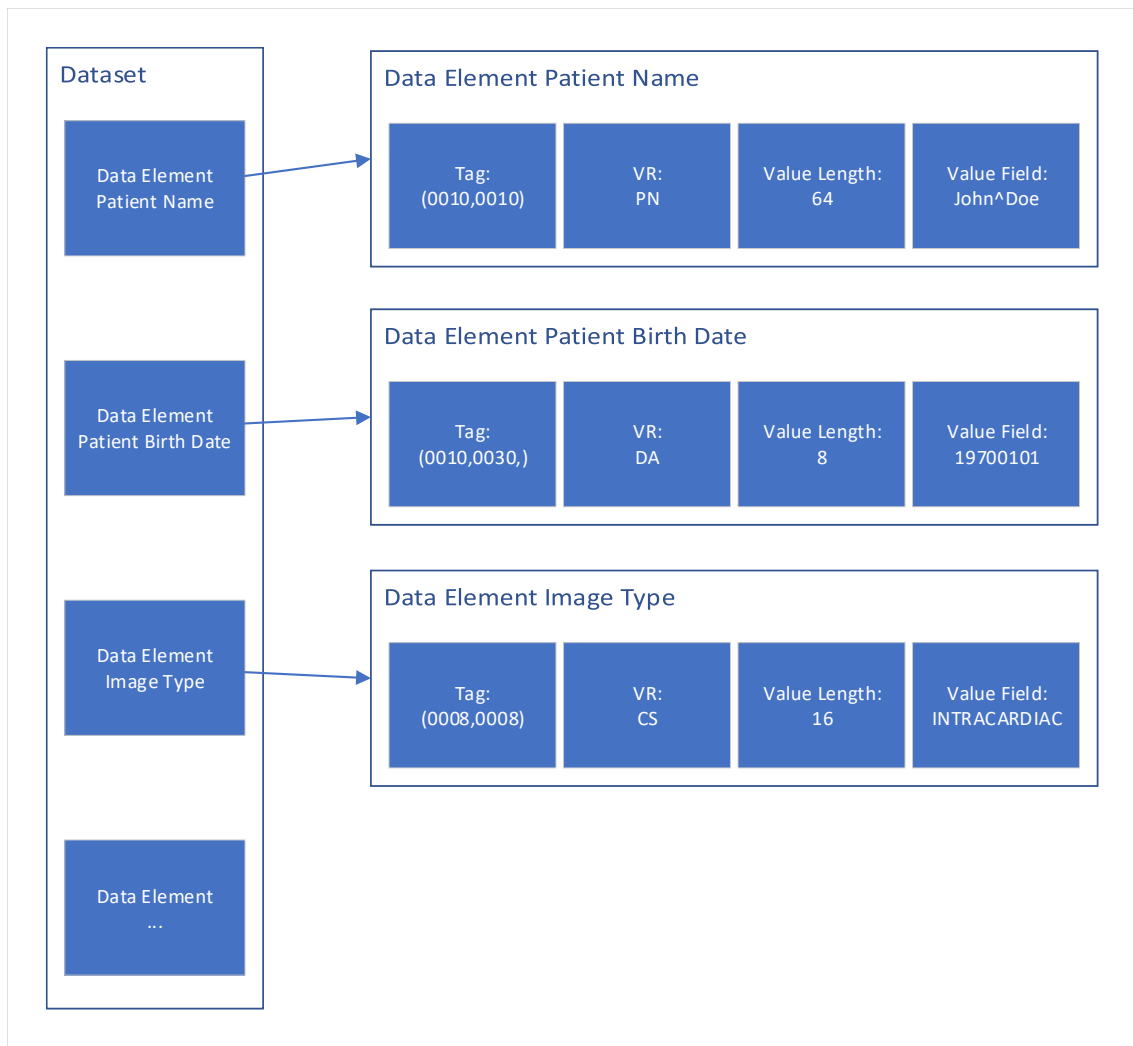 Dataset
Data Element
Patient Name
Data Element
Patient Birth Date
Data Element
Image Type
Data Element
...
Data Element Patient Name
Tag:
(0010,0010)
VR:
PN
Value Length:
64
Value Field:
John^Doe
Data Element Patient Birth Date
Tag:
(0010,0030,)
VR:
DA
Value Length:
8
Value Field:
19700101
Data Element Image Type
Tag:
(0008,0008)
VR:
CS
Value Length:
16
Value Field:
INTRACARDIAC